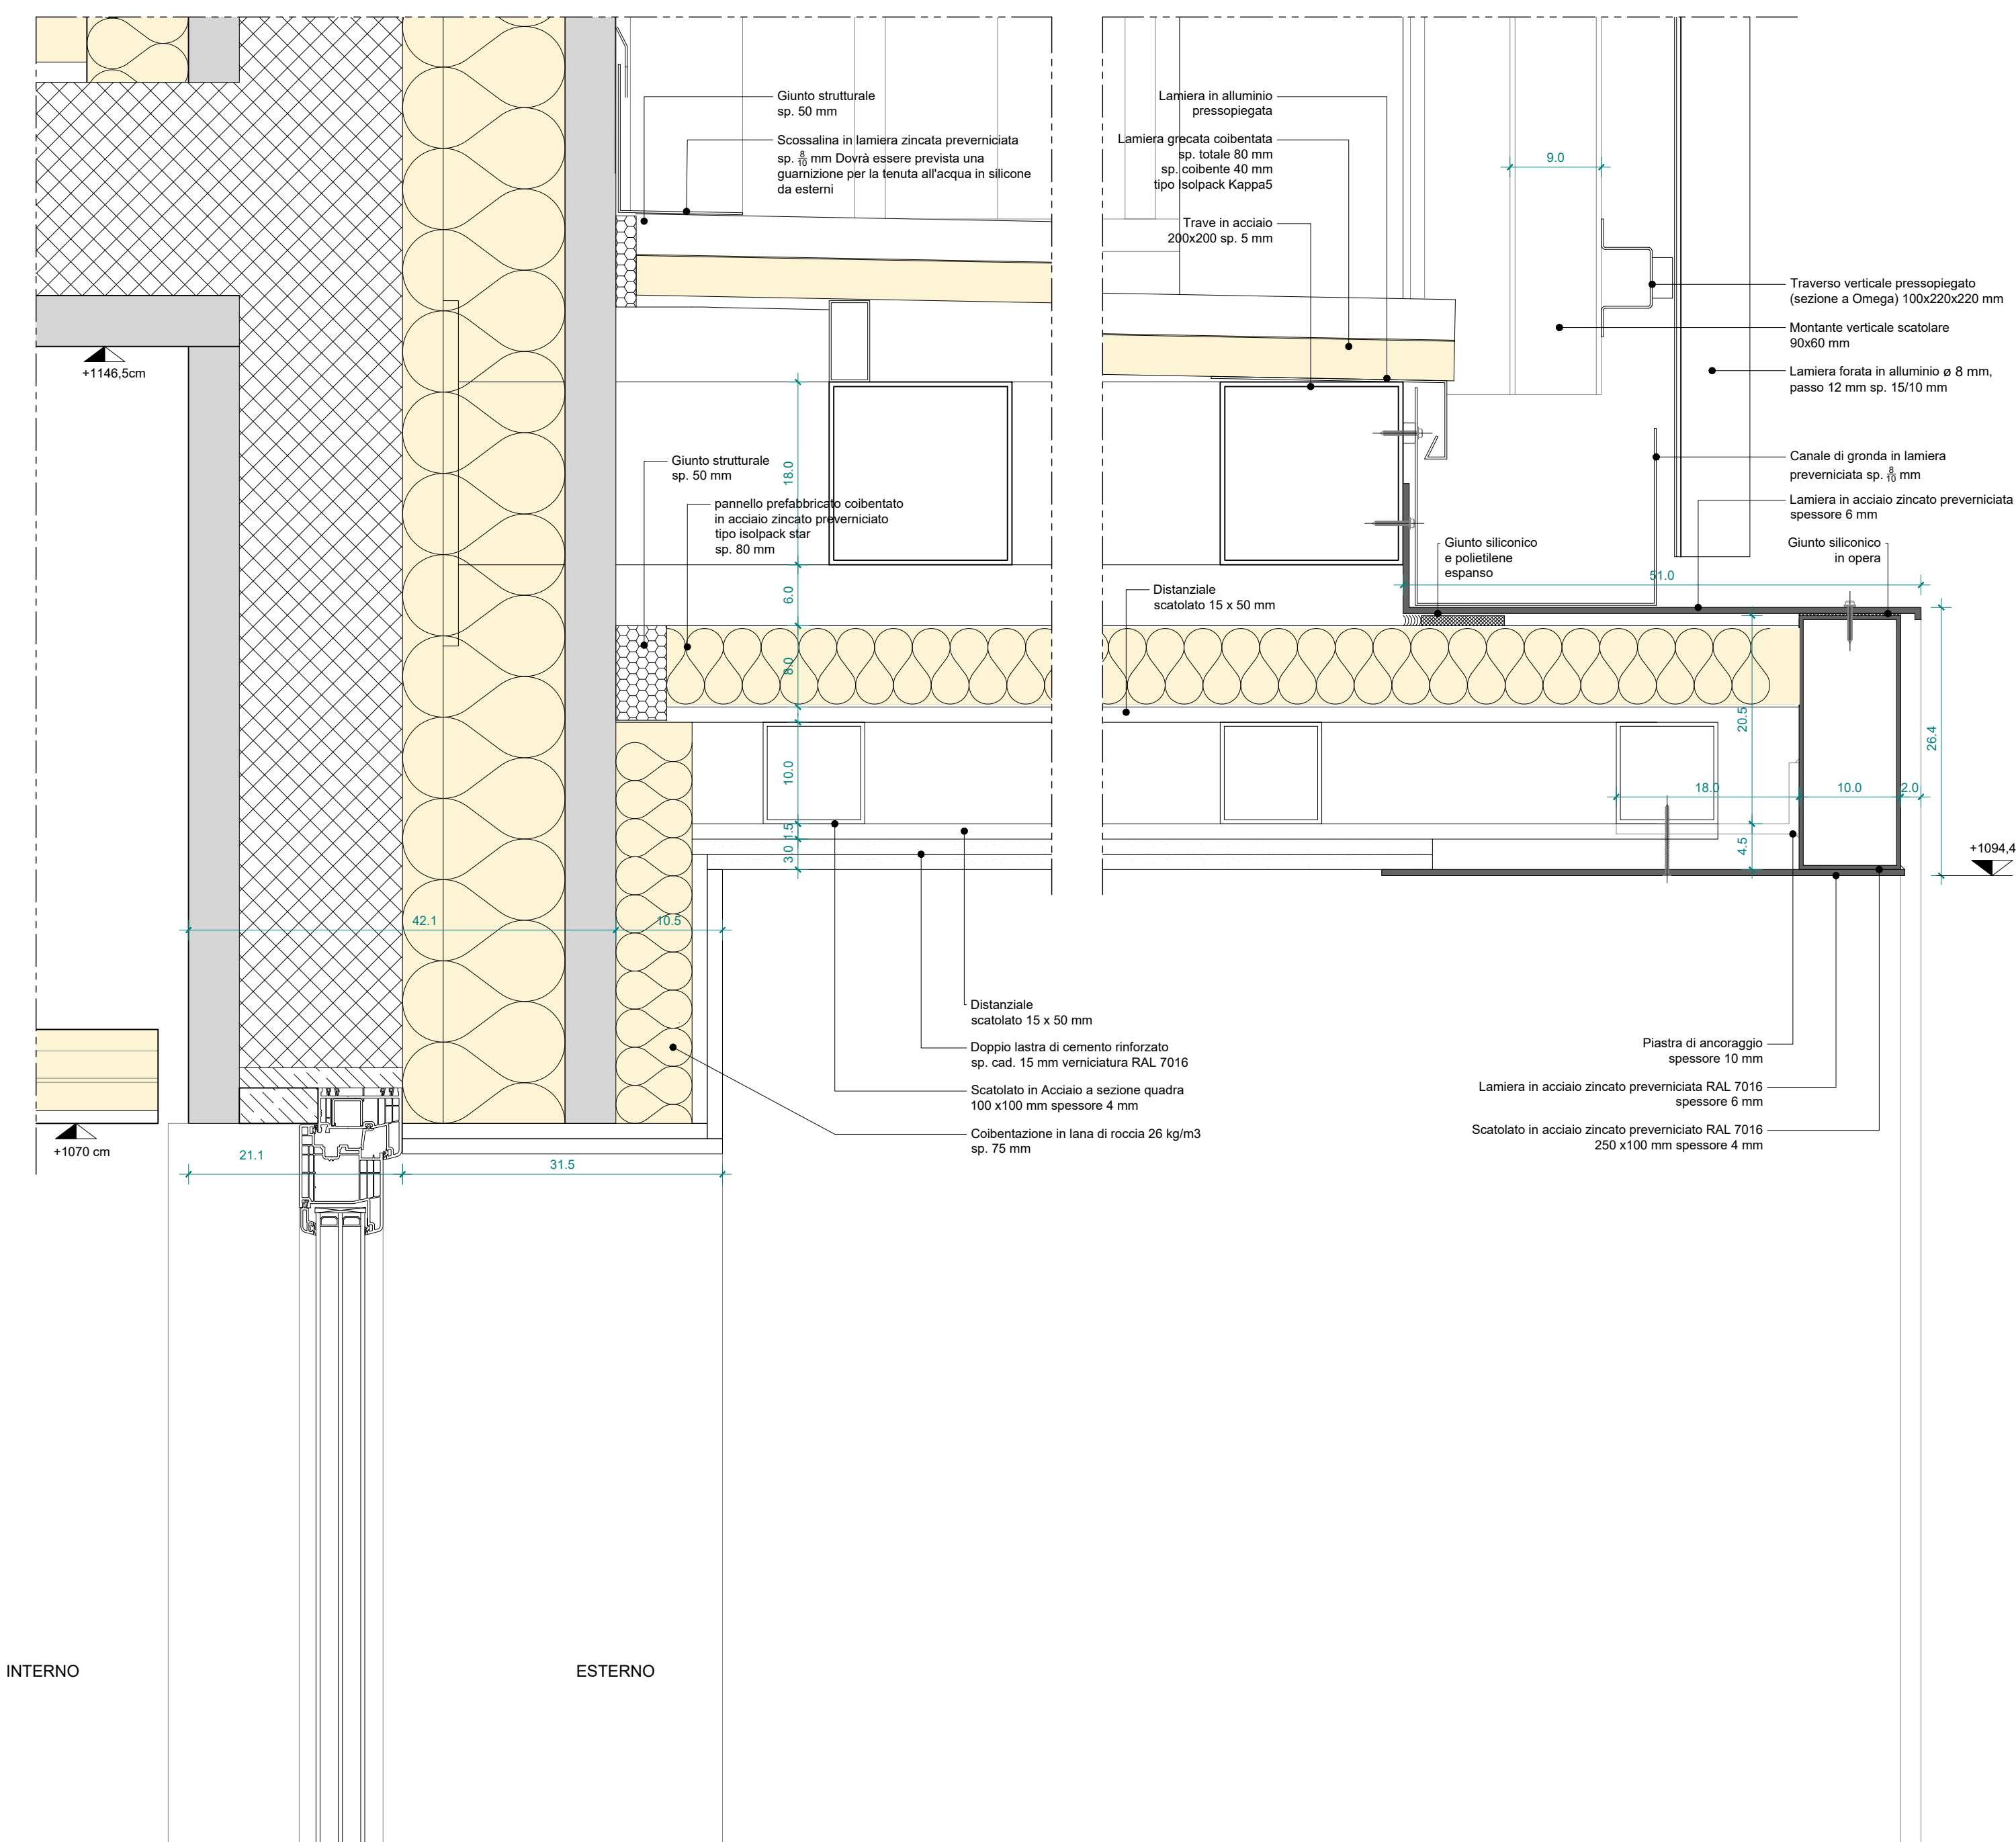 Giunto strutturale
sp. 50 mm
Scossalina in lamiera zincata preverniciata
sp. 8/10 mm Dovrà essere prevista una
guarnizione per la tenuta all'acqua in silicone
da esterni
Lamiera in alluminio
pressopiegata
Lamiera grecata coibentata
sp. totale 80 mm
sp. coibente 40 mm
tipo Isolpack Kappa5
Trave in acciaio
200x200 sp. 5 mm
9.0
Traverso verticale pressopiegato
(sezione a Omega) 100x220x220 mm
Montante verticale scatolare
90x60 mm
Lamiera forata in alluminio ø 8 mm,
passo 12 mm sp. 15/10 mm
Canale di gronda in lamiera
preverniciata sp. 8/10 mm
Lamiera in acciaio zincato preverniciata
spessore 6 mm
Giunto siliconico
in opera
Giunto siliconico
e polietilene
espanso
51.0
+1146,5cm
Giunto strutturale
sp. 50 mm
pannello prefabbricato coibentato
in acciaio zincato preverniciato
tipo isolpack star
sp. 80 mm
18.0
6.0
8.0
10.0
1.5
3.0
Distanziale
scatolato 15 x 50 mm
20.5
26.4
18.0
10.0
2.0
4.5
+1094,4
42.1
10.5
Distanziale
scatolato 15 x 50 mm
Doppio lastra di cemento rinforzato
sp. cad. 15 mm verniciatura RAL 7016
Scatolato in Acciaio a sezione quadra
100 x100 mm spessore 4 mm
Coibentazione in lana di roccia 26 kg/m3
sp. 75 mm
Piastra di ancoraggio
spessore 10 mm
Lamiera in acciaio zincato preverniciata RAL 7016
spessore 6 mm
Scatolato in acciaio zincato preverniciato RAL 7016
250 x100 mm spessore 4 mm
+1070 cm
21.1
31.5
INTERNO
ESTERNO